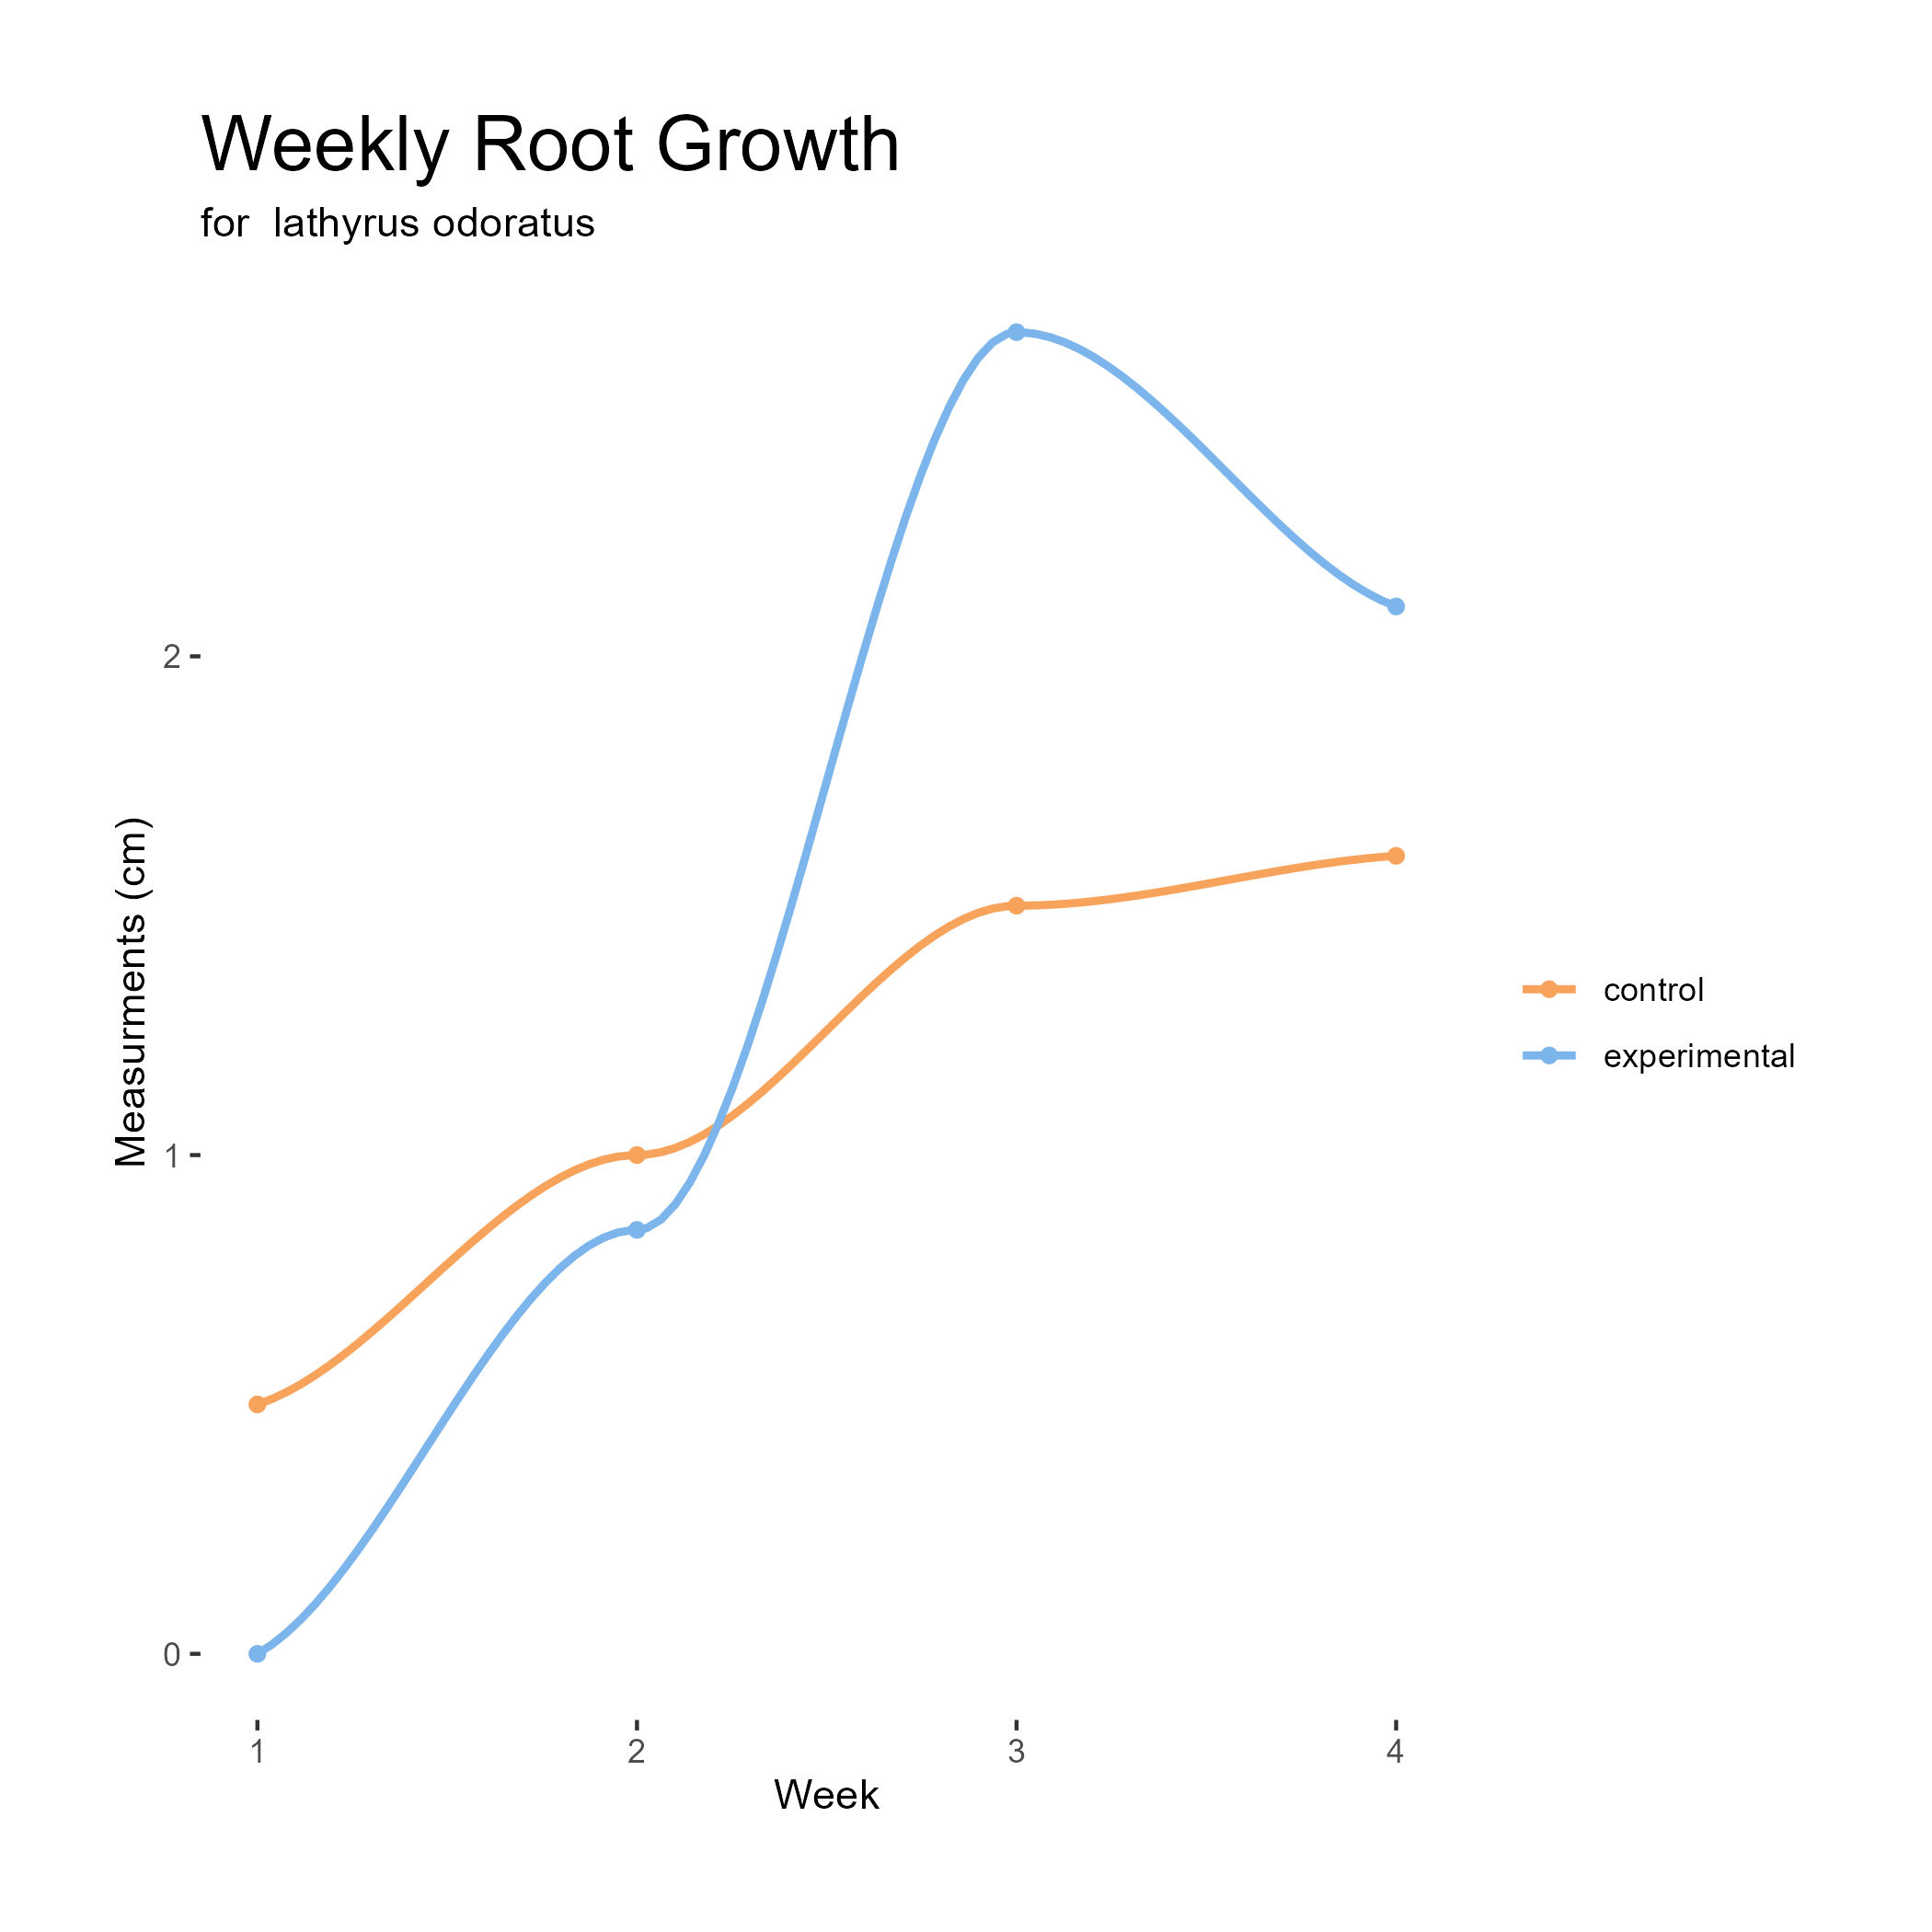 Weekly Root Growth
for  lathyrus odoratus
Measurments (cm)
2
1
0
1
2
3
4
Week
control
experimental